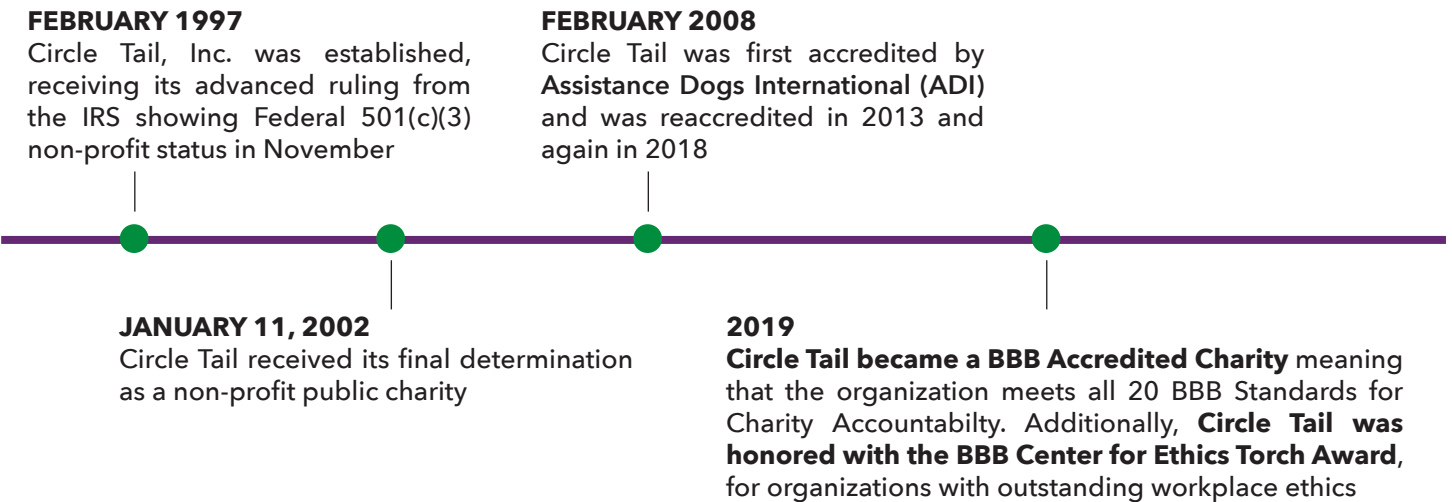 FEBRUARY 1997
Circle Tail, Inc. was established,
receiving its advanced ruling from
the IRS showing Federal 501(c)(3)
non-profit status in November
FEBRUARY 2008
Circle Tail was first accredited by
Assistance Dogs International (ADI)
and was reaccredited in 2013 and
again in 2018
JANUARY 11, 2002
Circle Tail received its final determination
as a non-profit public charity
2019
Circle Tail became a BBB Accredited Charity meaning
that the organization meets all 20 BBB Standards for
Charity Accountabilty. Additionally, Circle Tail was
honored with the BBB Center for Ethics Torch Award,
for organizations with outstanding workplace ethics